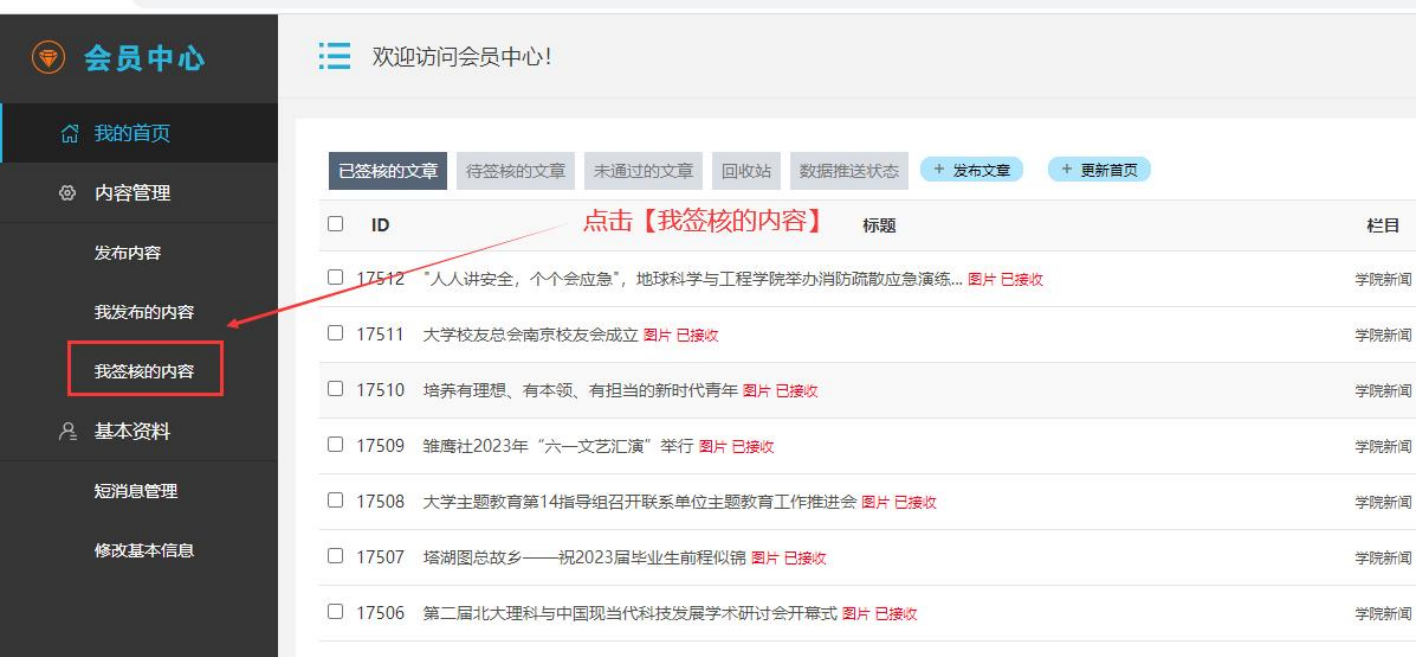 会员中心
欢迎访问会员中心!
我的首页
内容管理
发布内容
我发布的内容
我签核的内容
基本资料
短消息管理
修改基本信息
已签核的文章 待签核的文章 未通过的文章 回收站 数据推送状态 + 发布文章 + 更新首页
点击【我签核的内容】
ID 标题 栏目
17512 "人人讲安全，个个会应急"，地球科学与工程学院举办消防疏散应急演练... 图片 已接收 学院新闻
17511 大学校友总会南京校友会成立 图片 已接收 学院新闻
17510 培养有理想、有本领、有担当的新时代青年 图片 已接收 学院新闻
17509 雏鹰社2023年“六一文艺汇演”举行 图片 已接收 学院新闻
17508 大学主题教育第14指导组召开联系单位主题教育工作推进会 图片 已接收 学院新闻
17507 塔湖图总故乡——祝2023届毕业生前程似锦 图片 已接收 学院新闻
17506 第二届北大理科与中国现当代科技发展学术研讨会开幕式 图片 已接收 学院新闻